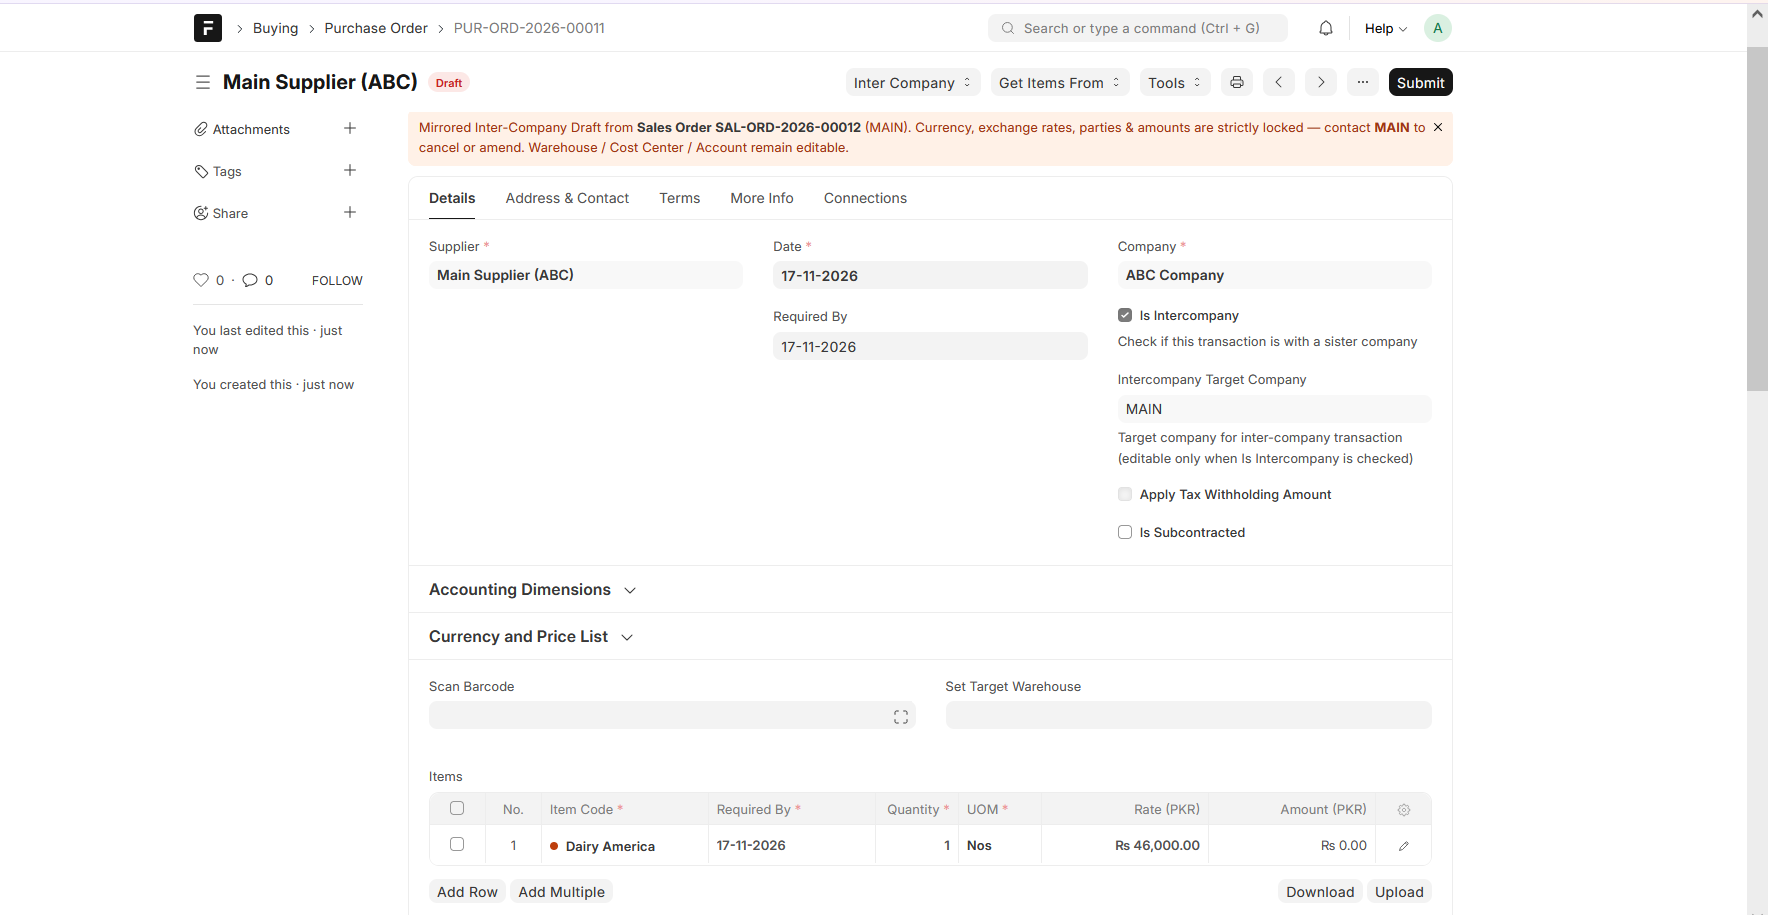 Buying
Purchase Order
PUR-ORD-2026-00011
Search or type a command (Ctrl + G)
Help
A
Main Supplier (ABC)
Draft
Inter Company
Get Items From
Tools
Submit
Attachments
Tags
Share
0 · 0
FOLLOW
You last edited this · just
now
You created this · just now
Mirrored Inter-Company Draft from Sales Order SAL-ORD-2026-00012 (MAIN). Currency, exchange rates, parties & amounts are strictly locked — contact MAIN to
cancel or amend. Warehouse / Cost Center / Account remain editable.
Details
Address & Contact
Terms
More Info
Connections
Supplier *
Main Supplier (ABC)
Date *
17-11-2026
Required By
17-11-2026
Company *
ABC Company
Is Intercompany
Check if this transaction is with a sister company
Intercompany Target Company
MAIN
Target company for inter-company transaction
(editable only when Is Intercompany is checked)
Apply Tax Withholding Amount
Is Subcontracted
Accounting Dimensions
Currency and Price List
Scan Barcode
Set Target Warehouse
Items
No. Item Code * Required By * Quantity * UOM * Rate (PKR) Amount (PKR)
1 Dairy America 17-11-2026 1 Nos ₨ 46,000.00 ₨ 0.00
Add Row
Add Multiple
Download
Upload